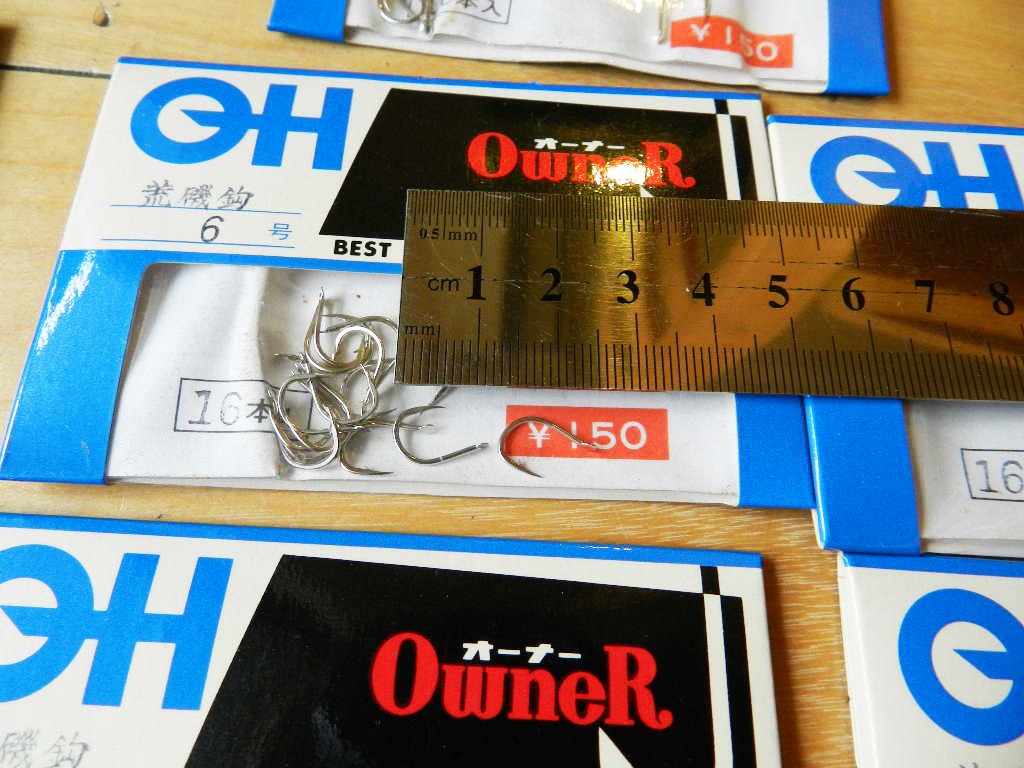 本入
¥150
OH
オーナー
OwneR
荒磯鈎
6 号
BEST
0.5 mm
cm 1 2 3 4 5 6 7 8
mm
16本
¥150
OH
16
OH
オーナー
OwneR
磯鈎